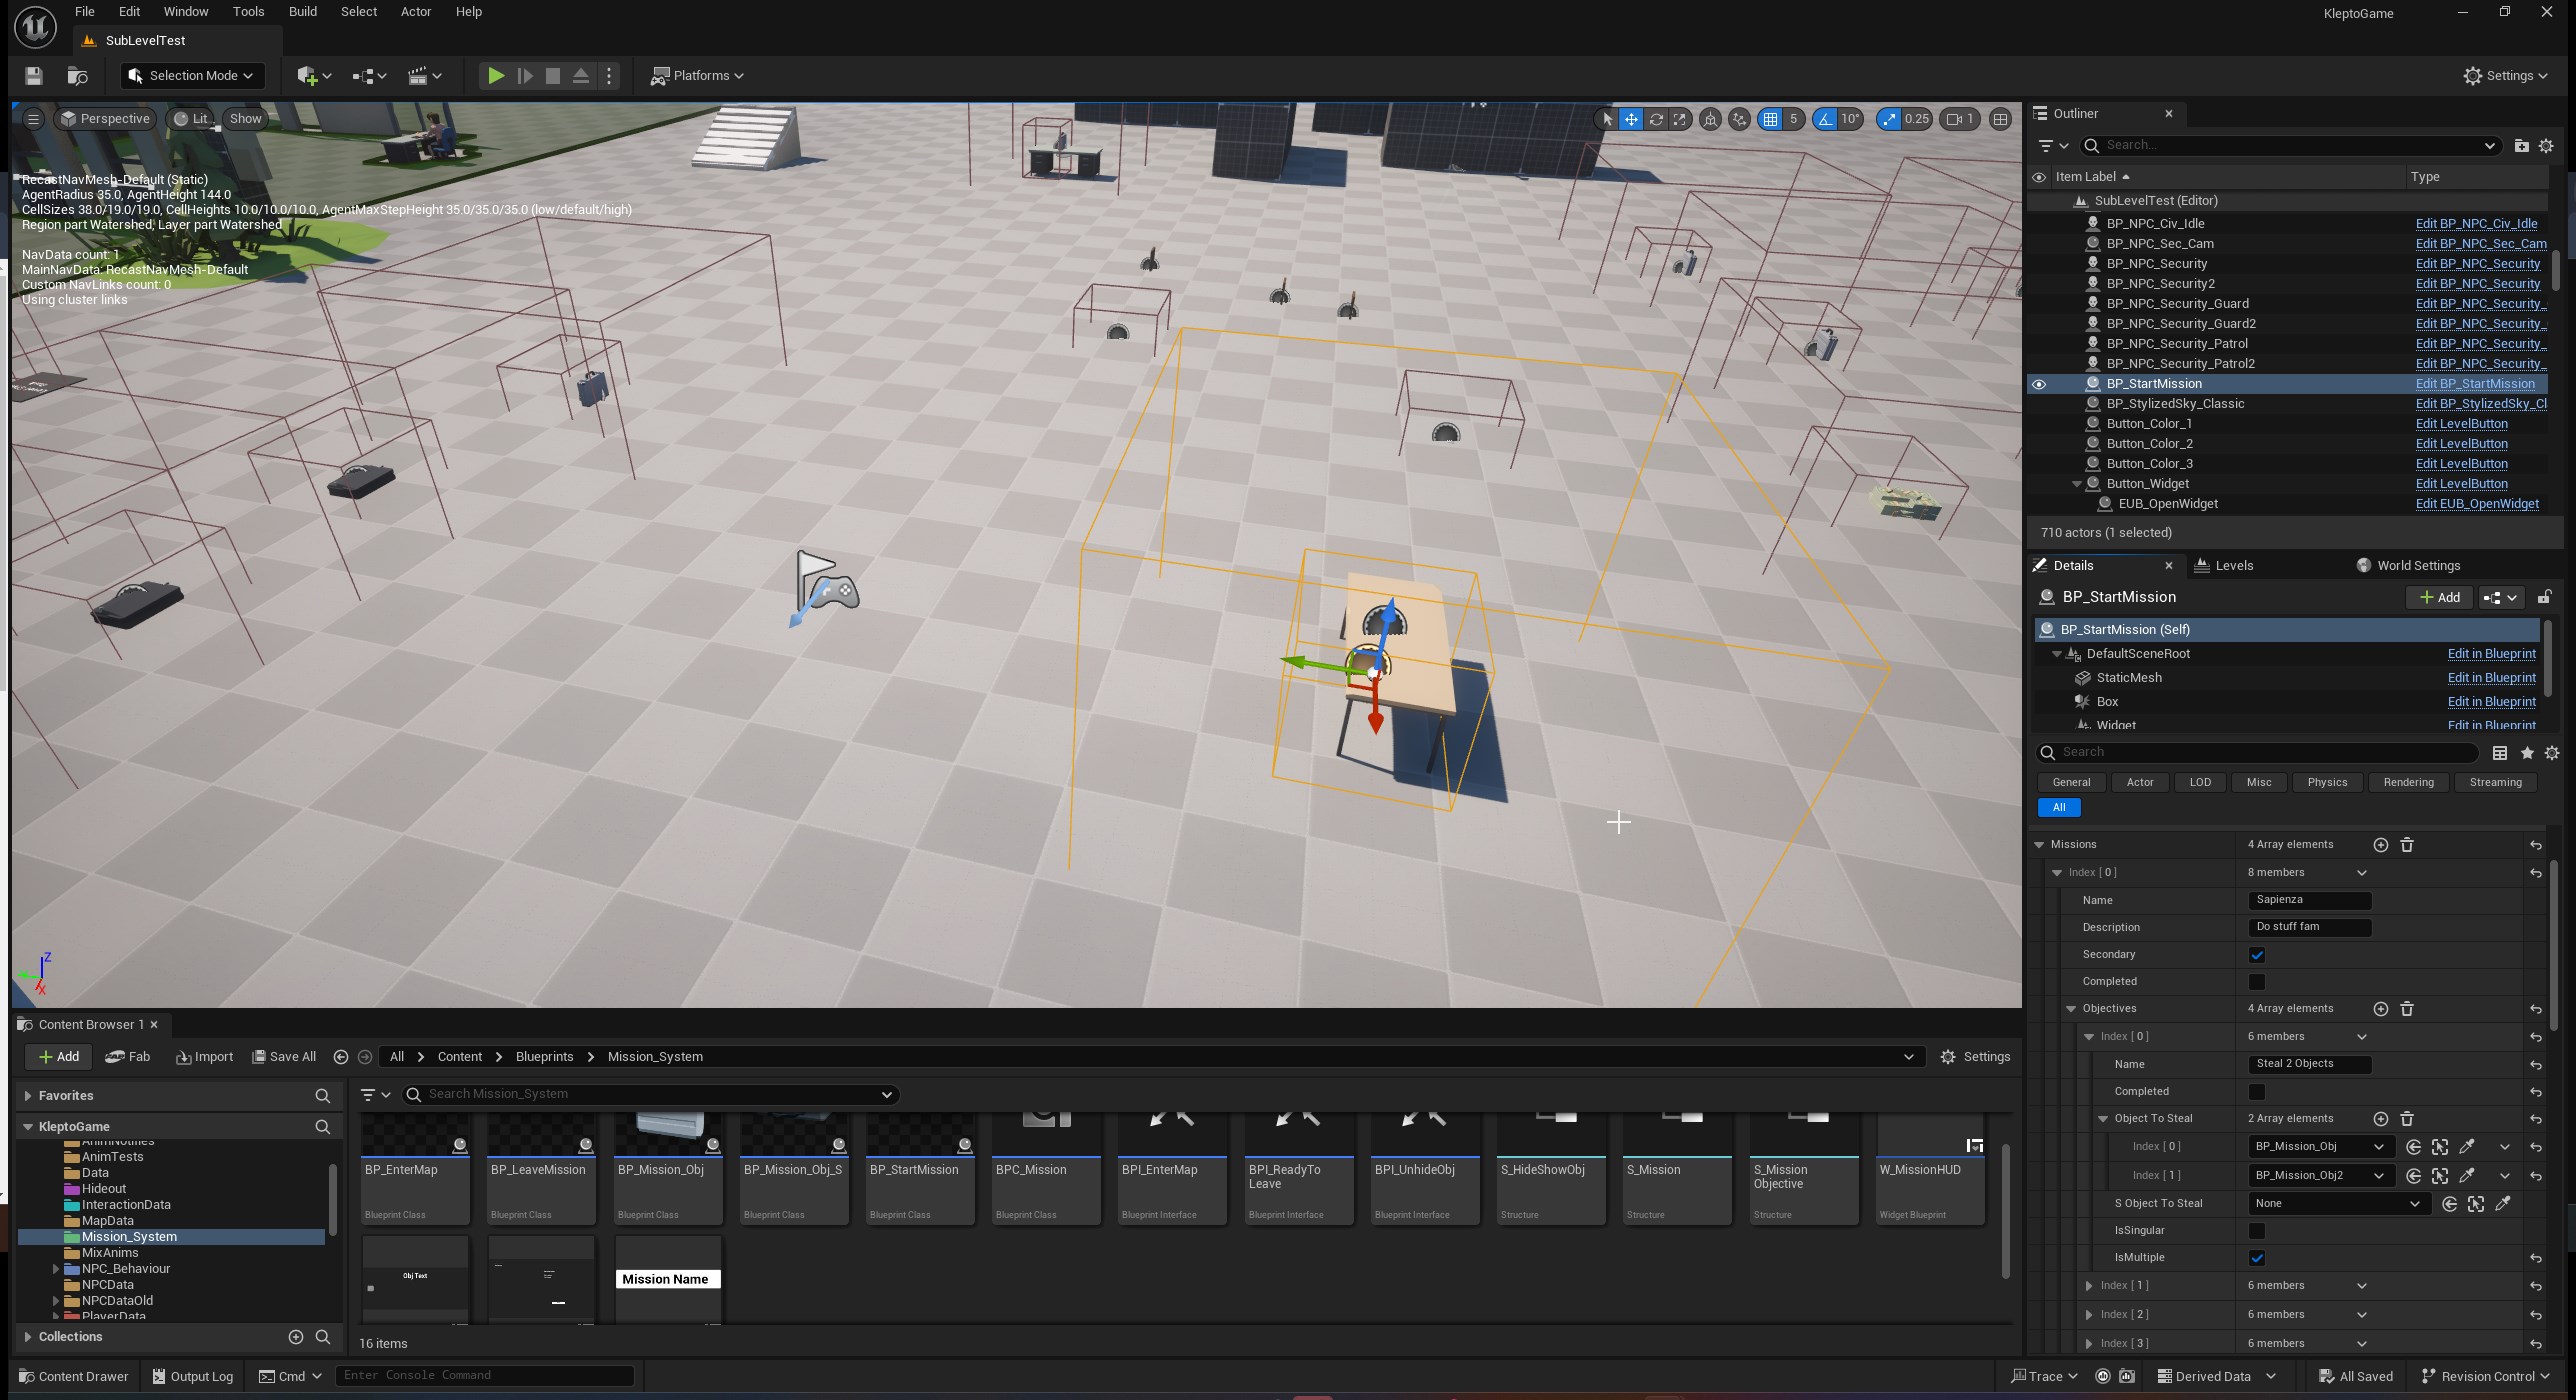 File Edit Window Tools Build Select Actor Help
KleptoGame
SubLevelTest
Selection Mode
Platforms
Settings
Perspective Lit Show
5 10° 0.25 1
RecastNavMesh-Default (Static)
AgentRadius 35.0, AgentHeight 144.0
CellSizes 38.0/19.0/19.0, CellHeights 10.0/10.0/10.0, AgentMaxStepHeight 35.0/35.0/35.0 (low/default/high)
Region part Watershed, Layer part Watershed
NavData count: 1
MainNavData: RecastNavMesh-Default
Custom NavLinks count: 0
Using cluster links
Z
X
Outliner
Search...
Item Label Type
SubLevelTest (Editor)
BP_NPC_Civ_Idle Edit BP_NPC_Civ_Idle
BP_NPC_Sec_Cam Edit BP_NPC_Sec_Cam
BP_NPC_Security Edit BP_NPC_Security
BP_NPC_Security2 Edit BP_NPC_Security
BP_NPC_Security_Guard Edit BP_NPC_Security_
BP_NPC_Security_Guard2 Edit BP_NPC_Security_
BP_NPC_Security_Patrol Edit BP_NPC_Security_
BP_NPC_Security_Patrol2 Edit BP_NPC_Security_
BP_StartMission Edit BP_StartMission
BP_StylizedSky_Classic Edit BP_StylizedSky_Cl
Button_Color_1 Edit LevelButton
Button_Color_2 Edit LevelButton
Button_Color_3 Edit LevelButton
Button_Widget Edit LevelButton
EUB_OpenWidget Edit EUB_OpenWidget
710 actors (1 selected)
Details Levels World Settings
BP_StartMission Add
BP_StartMission (Self)
DefaultSceneRoot Edit in Blueprint
StaticMesh Edit in Blueprint
Box Edit in Blueprint
Widget Edit in Blueprint
Search
General Actor LOD Misc Physics Rendering Streaming
All
Missions 4 Array elements
Index [ 0 ] 8 members
Name Sapienza
Description Do stuff fam
Secondary
Completed
Objectives 4 Array elements
Index [ 0 ] 6 members
Name Steal 2 Objects
Completed
Object To Steal 2 Array elements
Index [ 0 ] BP_Mission_Obj
Index [ 1 ] BP_Mission_Obj2
S Object To Steal None
IsSingular
IsMultiple
Index [ 1 ] 6 members
Index [ 2 ] 6 members
Index [ 3 ] 6 members
Content Browser 1
Add Fab Import Save All All Content Blueprints Mission_System Settings
Favorites
KleptoGame
AnimNotifies
AnimTests
Data
Hideout
InteractionData
MapData
Mission_System
MixAnims
NPC_Behaviour
NPCData
NPCDataOld
PlayerData
Collections
Search Mission_System
BP_EnterMap BP_LeaveMission BP_Mission_Obj BP_Mission_Obj_S BP_StartMission BPC_Mission BPI_EnterMap BPI_ReadyTo BPI_UnhideObj S_HideShowObj S_Mission S_Mission W_MissionHUD
Leave Objective
Blueprint Class Blueprint Class Blueprint Class Blueprint Class Blueprint Class Blueprint Class Blueprint Interface Blueprint Interface Blueprint Interface Structure Structure Structure Widget Blueprint
Obj Text
Mission Name
16 items
Content Drawer Output Log Cmd Enter Console Command Trace Derived Data All Saved Revision Control